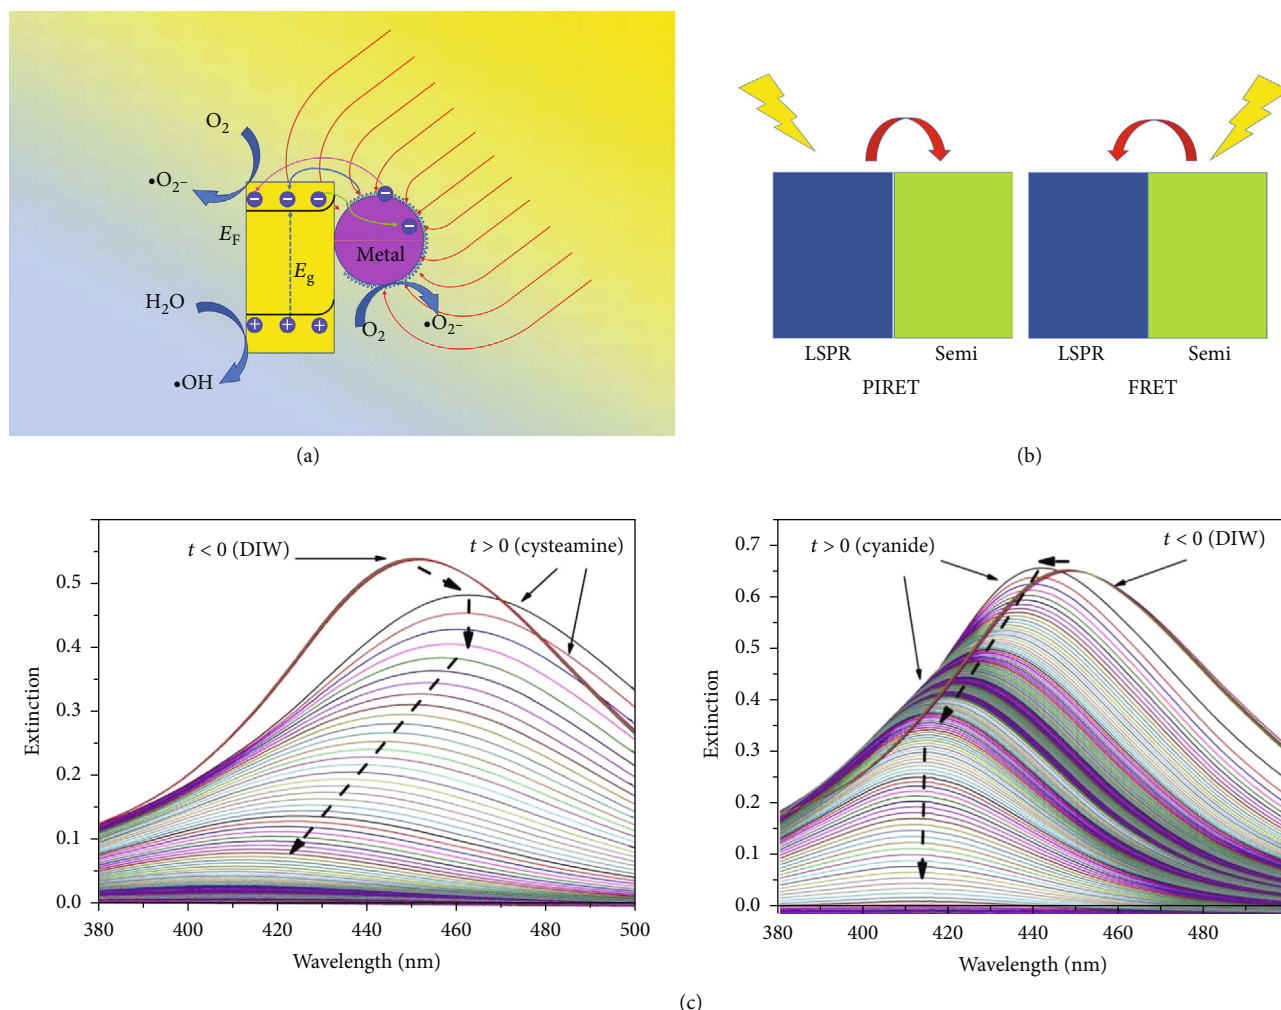 O₂
•O₂⁻
E_F
Metal
E_g
H₂O
O₂
•O₂⁻
•OH
(a)
LSPR Semi
PIRET
LSPR Semi
FRET
(b)
t < 0 (DIW)
t > 0 (cysteamine)
0.5
0.4
0.3
0.2
0.1
0.0
Extinction
380 400 420 440 460 480 500
Wavelength (nm)
t > 0 (cyanide)
t < 0 (DIW)
0.7
0.6
0.5
0.4
0.3
0.2
0.1
0.0
Extinction
380 400 420 440 460 480
Wavelength (nm)
(c)